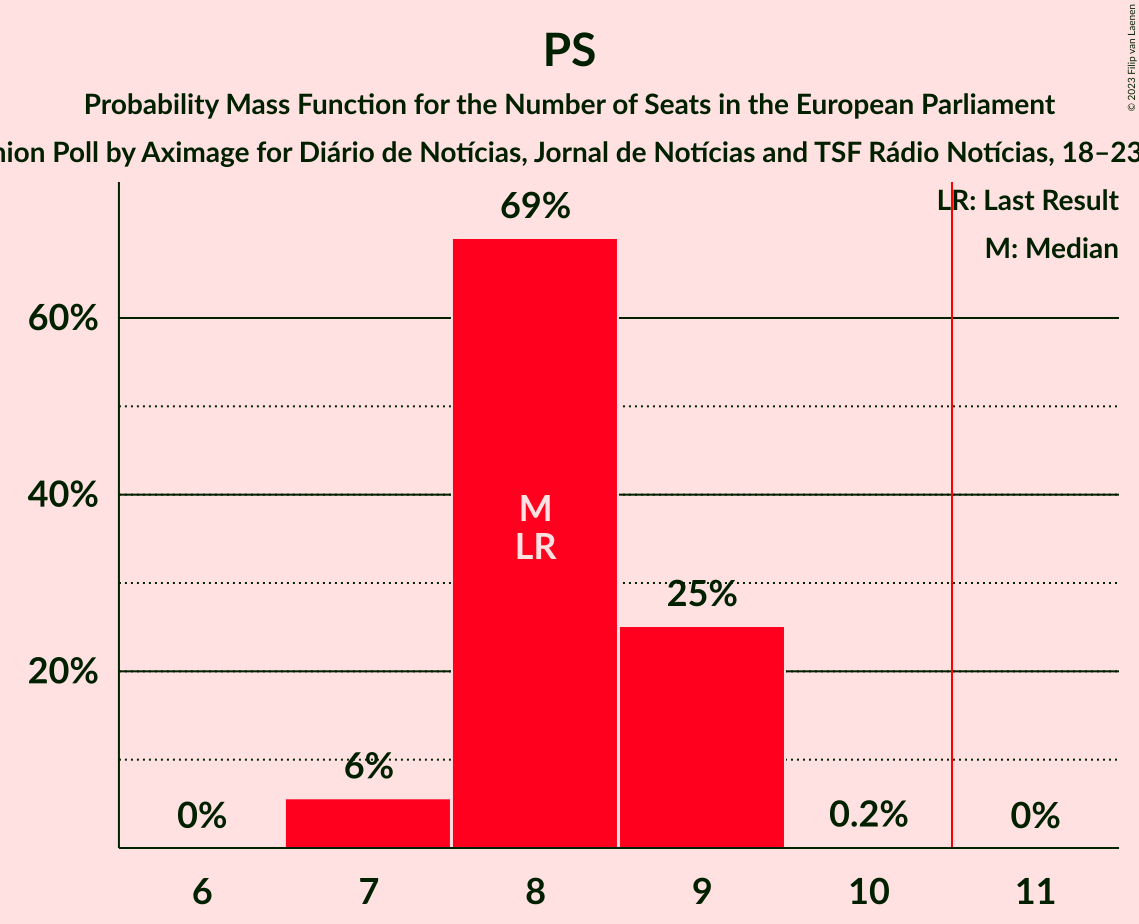 PS
Probability Mass Function for the Number of Seats in the European Parliament
nion Poll by Aximage for Diário de Notícias, Jornal de Notícias and TSF Rádio Notícias, 18–23
© 2023 Filip van Laenen
LR: Last Result
M: Median
69%
60%
40%
M
LR
25%
20%
6%
0%
0.2%
0%
6 7 8 9 10 11